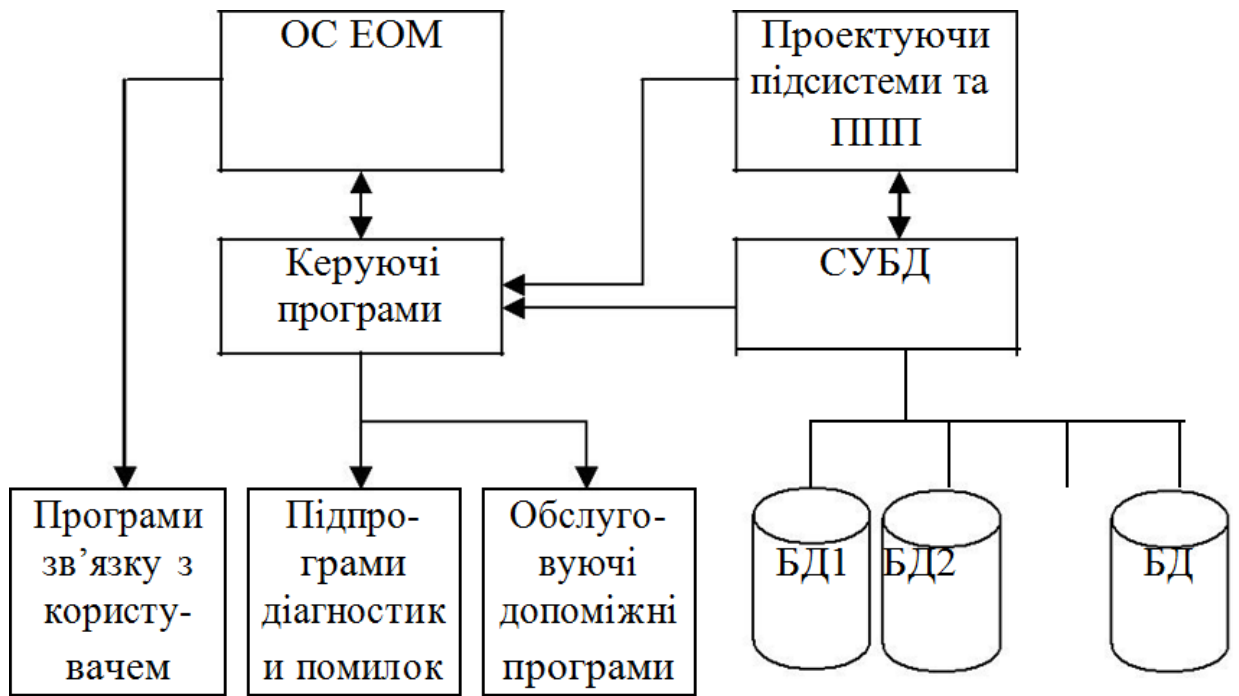 ОС ЕОМ
Проектуючи
підсистеми та
ППП
Керуючі
програми
СУБД
Програми
зв’язку з
користу-
вачем
Підпро-
грами
діагностик
и помилок
Обслуго-
вуючі
допоміжні
програми
БД1
БД2
БД